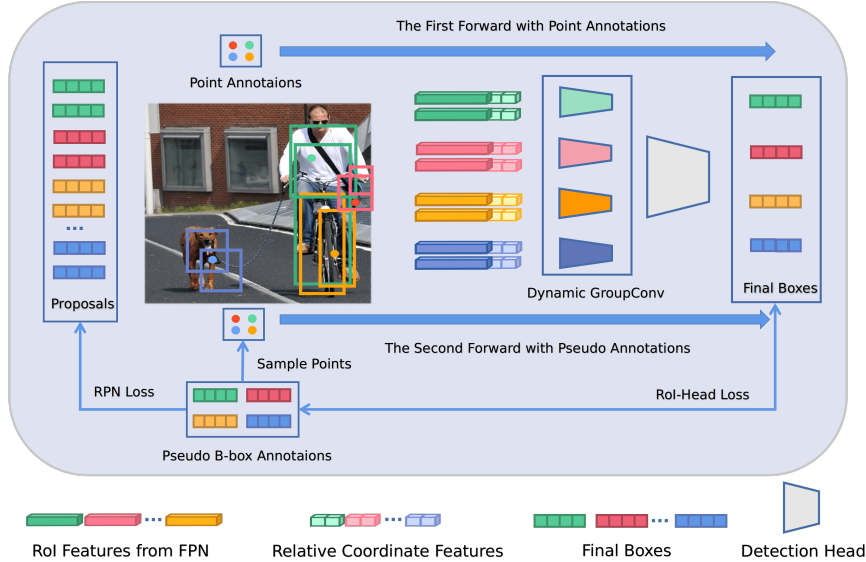 The First Forward with Point Annotations
Point Annotaions
Proposals
Dynamic GroupConv
Final Boxes
The Second Forward with Pseudo Annotations
Sample Points
RPN Loss
RoI-Head Loss
Pseudo B-box Annotaions
RoI Features from FPN
Relative Coordinate Features
Final Boxes
Detection Head